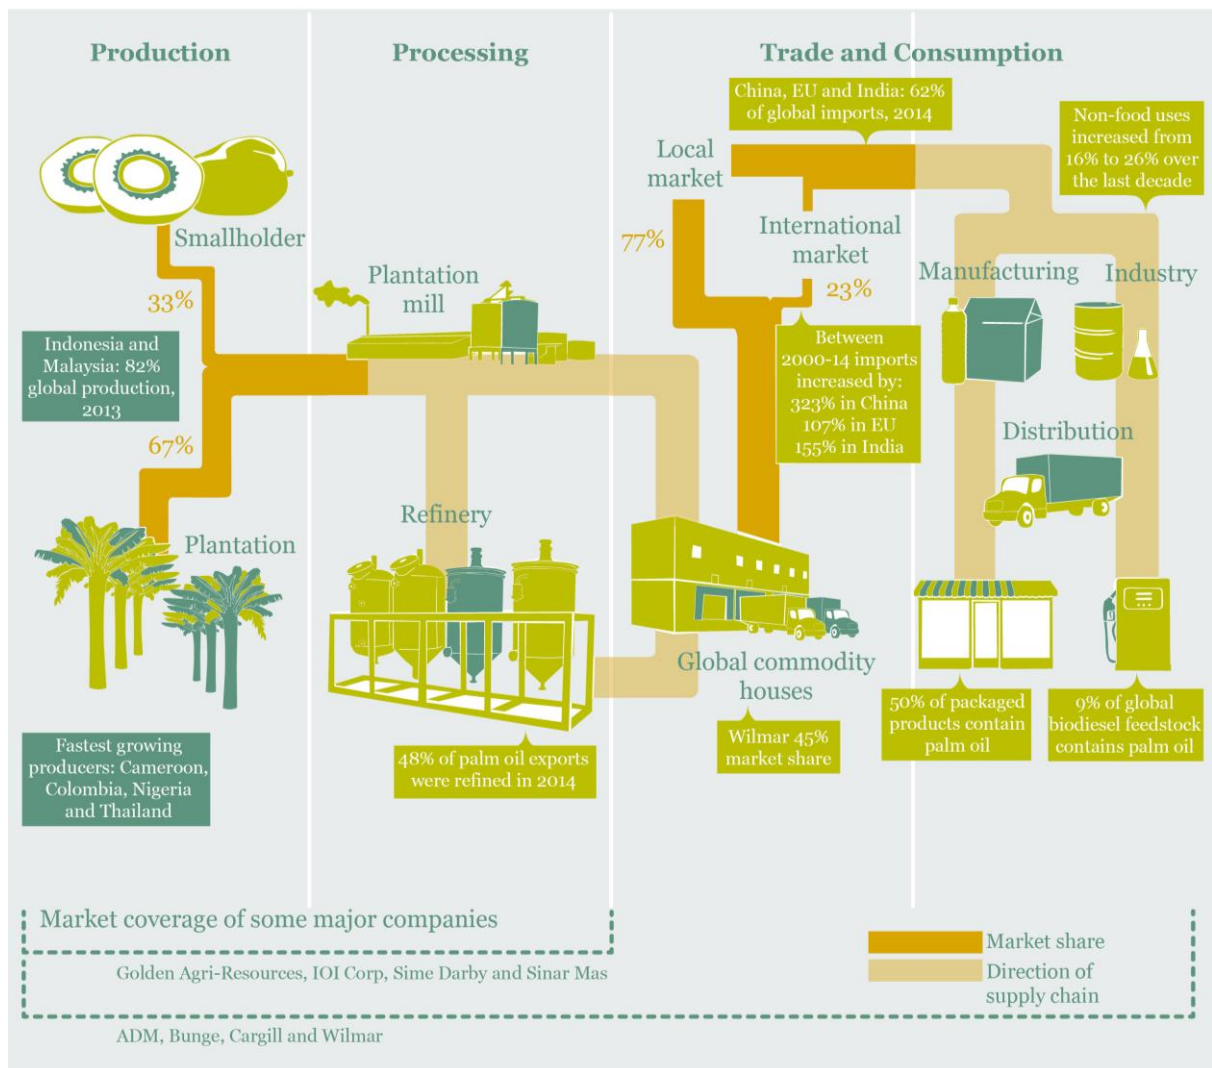 Production
Processing
Trade and Consumption
China, EU and India: 62%
of global imports, 2014
Non-food uses
increased from
16% to 26% over
the last decade
Local
market
Smallholder
77%
International
market
33%
Plantation
mill
23%
Manufacturing
Industry
Indonesia and
Malaysia: 82%
global production,
2013
Between
2000-14 imports
increased by:
323% in China
107% in EU
155% in India
67%
Distribution
Plantation
Refinery
Global commodity
houses
50% of packaged
products contain
palm oil
9% of global
biodiesel feedstock
contains palm oil
Fastest growing
producers: Cameroon,
Colombia, Nigeria
and Thailand
48% of palm oil exports
were refined in 2014
Wilmar 45%
market share
Market coverage of some major companies
Golden Agri-Resources, IOI Corp, Sime Darby and Sinar Mas
ADM, Bunge, Cargill and Wilmar
Market share
Direction of
supply chain